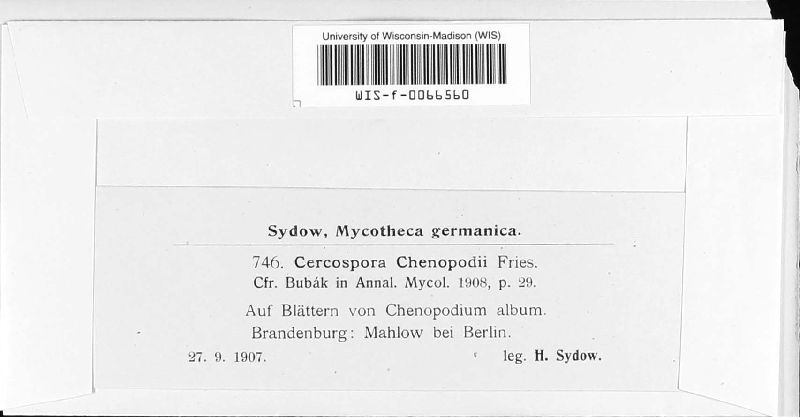 University of Wisconsin-Madison (WIS)
WIS-f-0066560
Sydow, Mycotheca germanica.
746. Cercospora Chenopodii Fries.
Cfr. Bubák in Annal. Mycol. 1908, p. 29.
Auf Blättern von Chenopodium album.
Brandenburg: Mahlow bei Berlin.
27. 9. 1907. leg. H. Sydow.